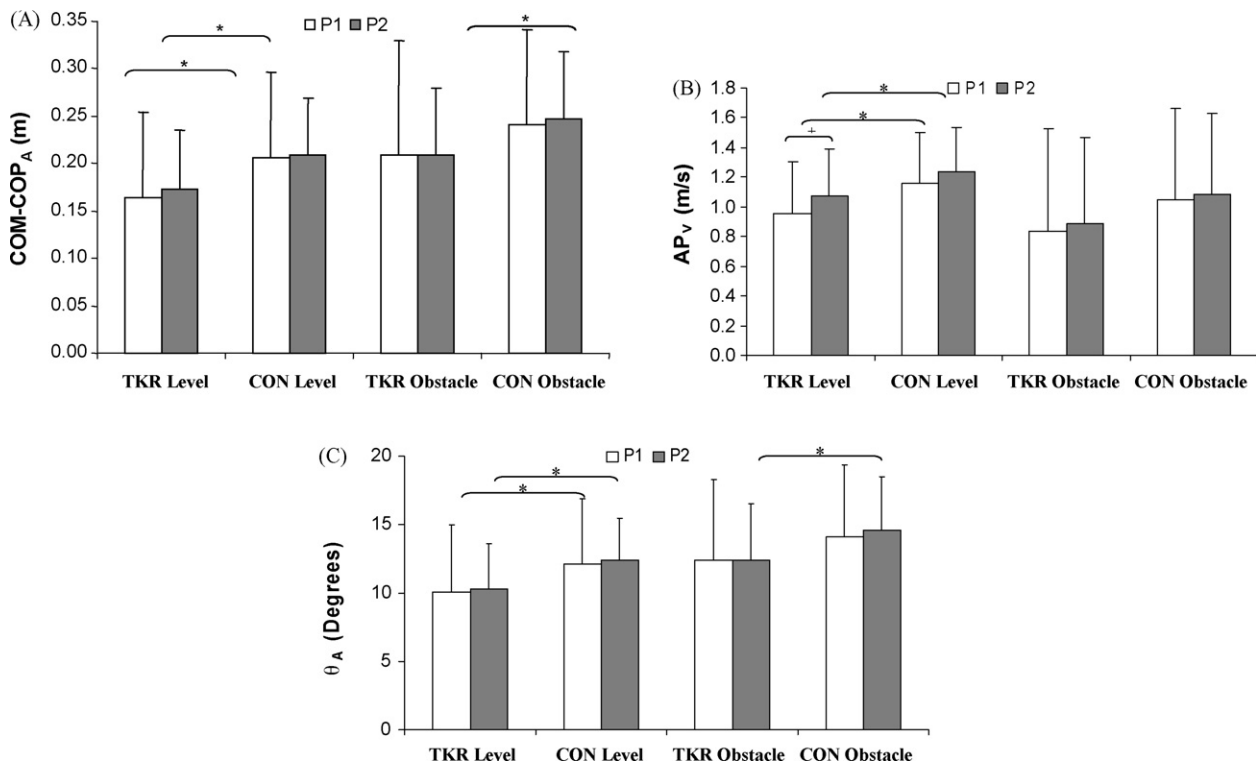 (A)
P1 P2
COM-COP_A (m)
0.35
0.30
0.25
0.20
0.15
0.10
0.05
0.00
* * *
TKR Level CON Level TKR Obstacle CON Obstacle
(B)
P1 P2
AP_V (m/s)
1.8
1.6
1.4
1.2
1.0
0.8
0.6
0.4
0.2
0.0
+ * *
TKR Level CON Level TKR Obstacle CON Obstacle
(C)
P1 P2
θ_A (Degrees)
20
15
10
5
0
* * *
TKR Level CON Level TKR Obstacle CON Obstacle